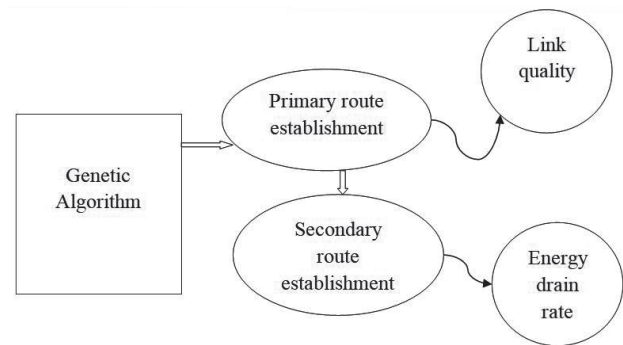 Genetic
Algorithm
Primary route
establishment
Link
quality
Secondary
route
establishment
Energy
drain
rate